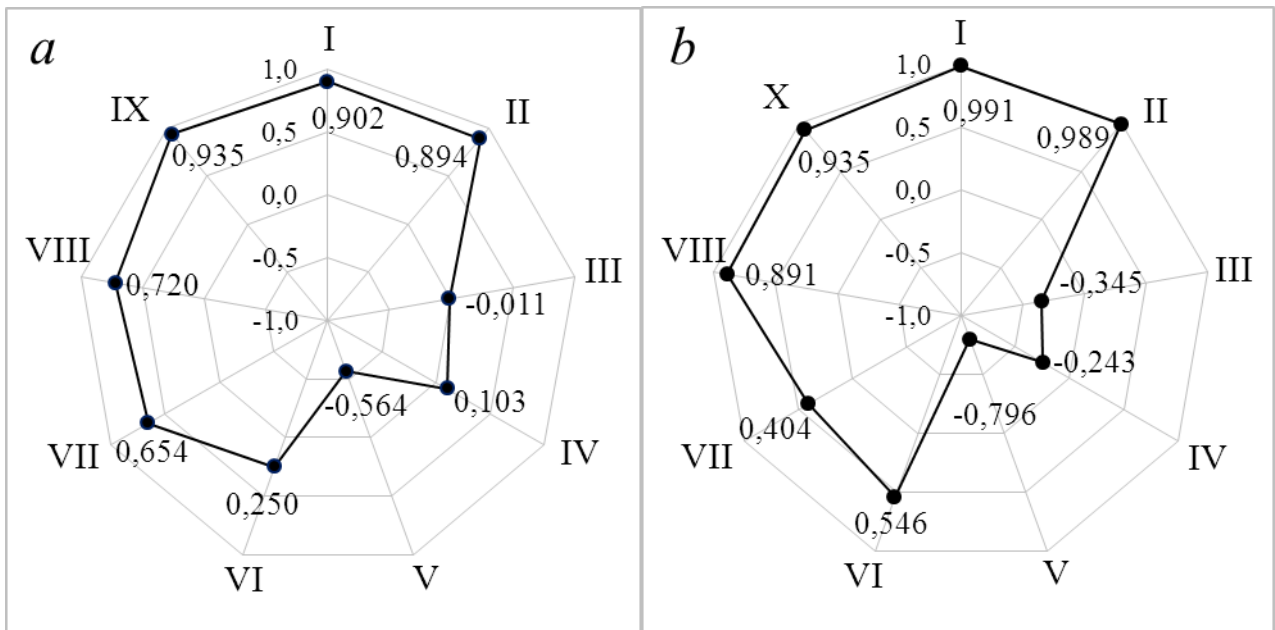 a
I
1,0
IX
II
0,902
0,5
0,935
0,894
0,0
VIII
-0,5
III
0,720
-0,011
-1,0
-0,564
0,103
VII
0,654
IV
0,250
VI
V
b
I
1,0
X
0,991
II
0,5
0,989
0,935
0,0
VIII
-0,5
III
0,891
-0,345
-1,0
-0,243
-0,796
0,404
VII
IV
0,546
VI
V